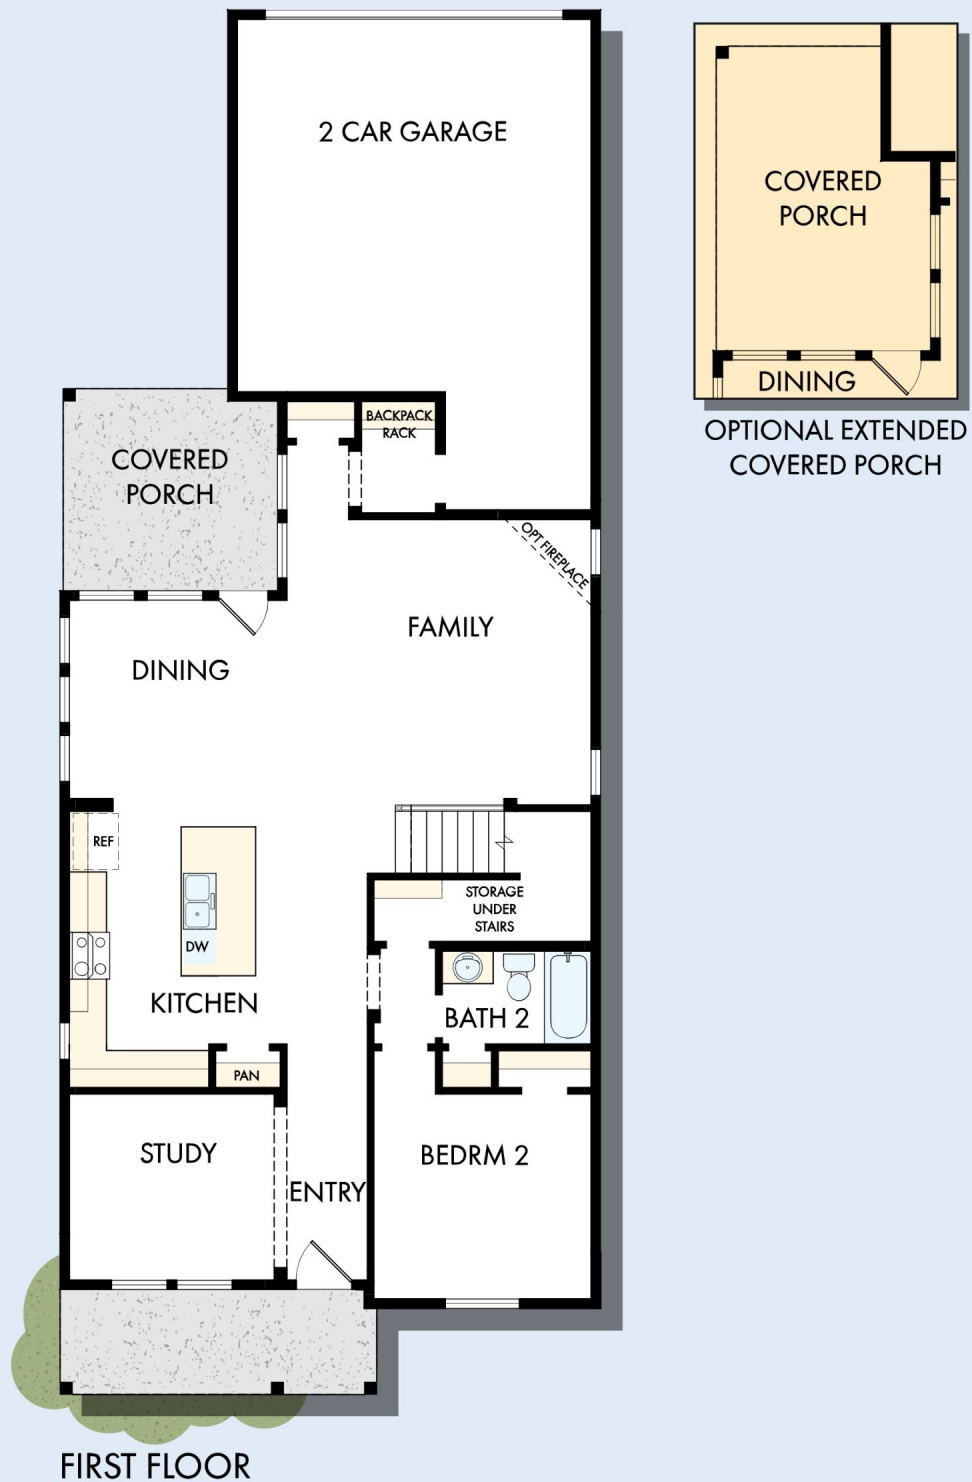 2 CAR GARAGE
COVERED
PORCH
DINING
OPTIONAL EXTENDED
COVERED PORCH
BACKPACK
RACK
COVERED
PORCH
OPT FIREPLACE
FAMILY
DINING
REF
STORAGE
UNDER
STAIRS
DW
KITCHEN
BATH 2
PAN
STUDY
BEDRM 2
ENTRY
FIRST FLOOR